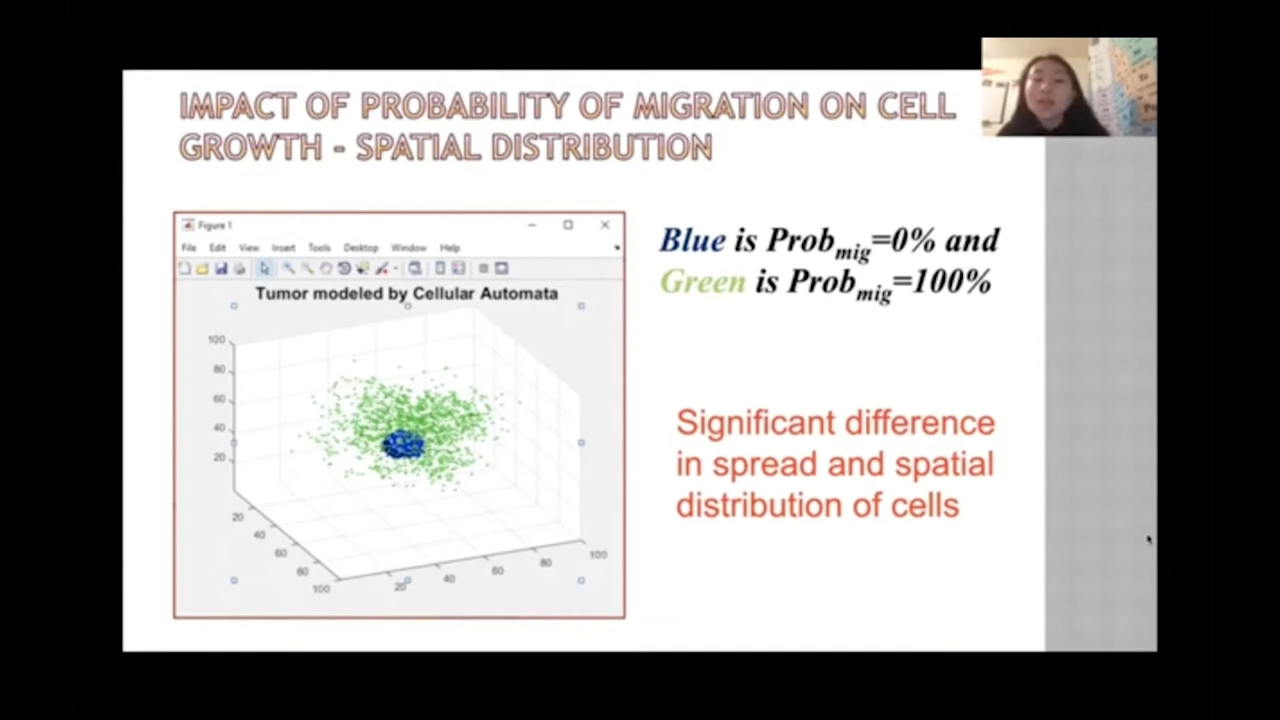 IMPACT OF PROBABILITY OF MIGRATION ON CELL
GROWTH - SPATIAL DISTRIBUTION
Figure 1
File Edit View Insert Tools Desktop Window Help
Tumor modeled by Cellular Automata
100
80
60
40
20
20
40
60
80
100
20
40
60
80
100
Blue is Probmig=0% and
Green is Probmig=100%
Significant difference
in spread and spatial
distribution of cells